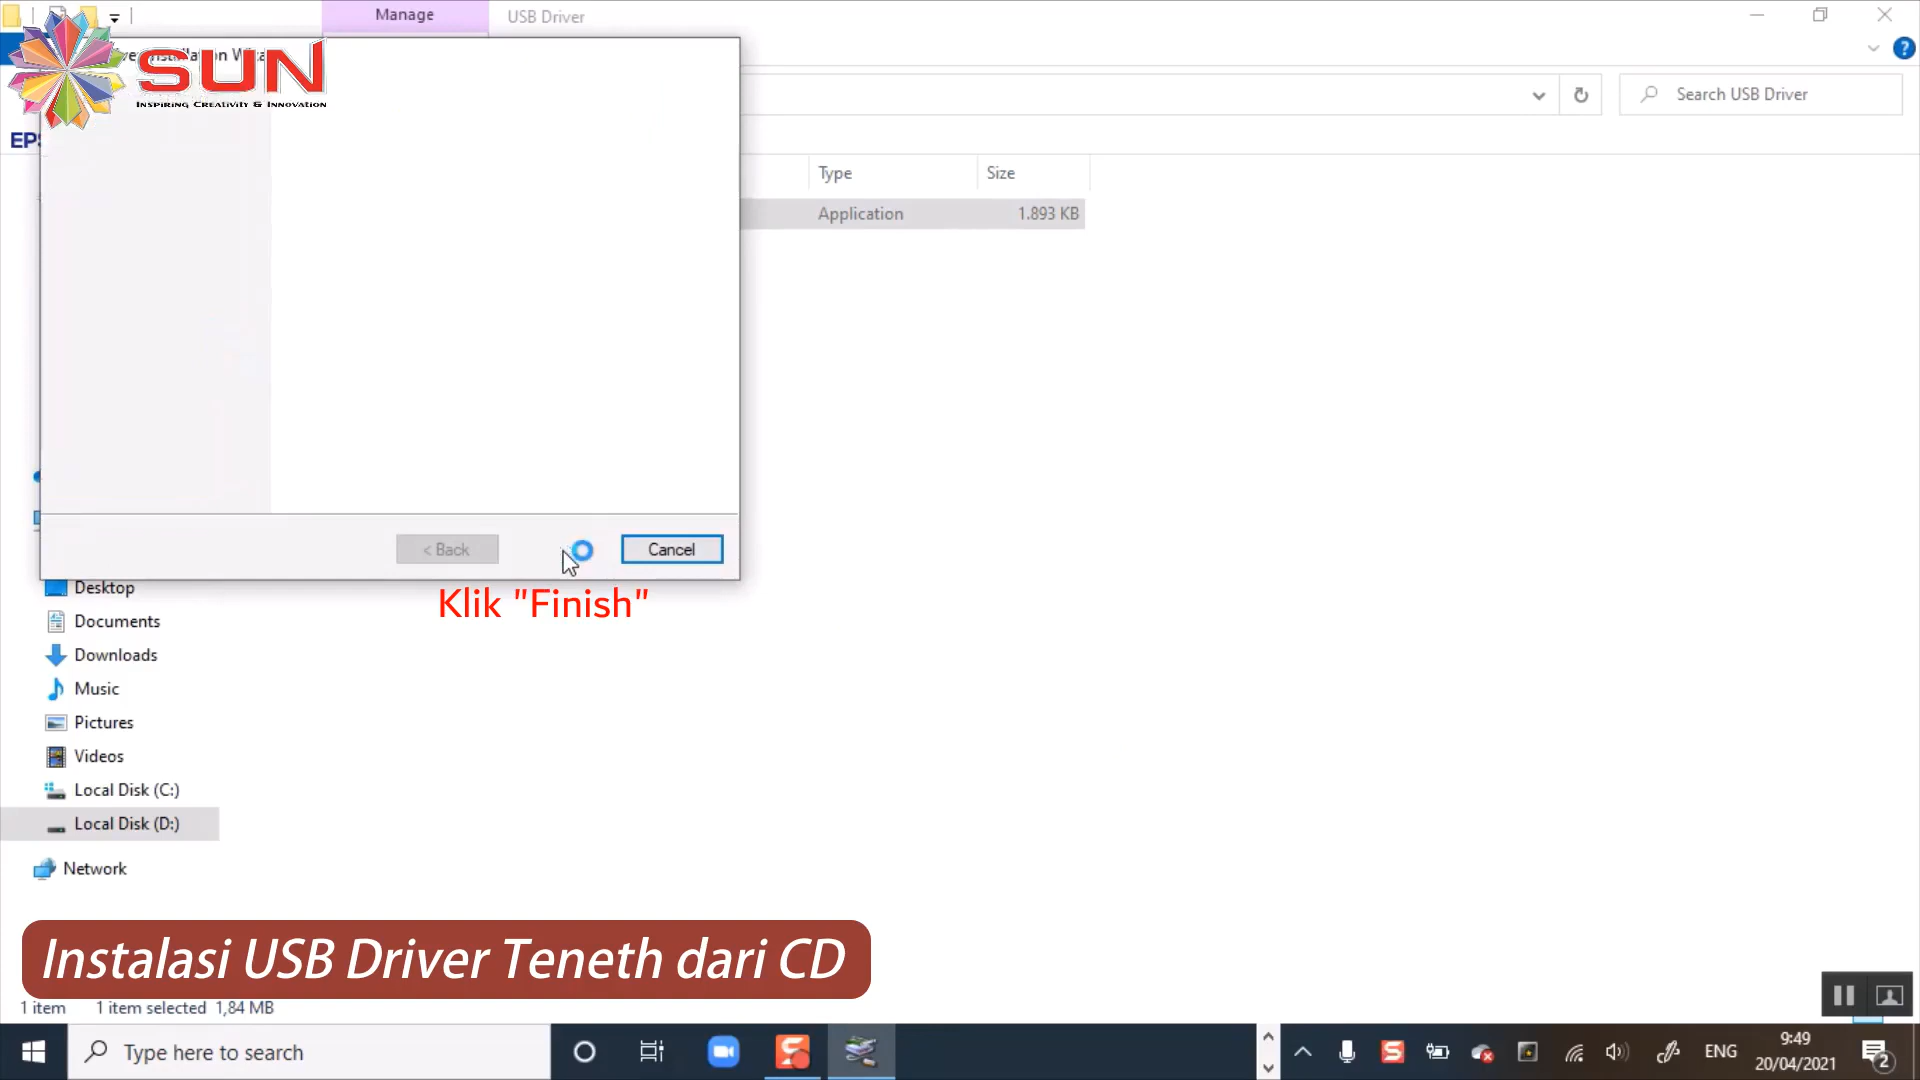 Manage
USB Driver
SUN
Inspiring Creativity & Innovation
Search USB Driver
Type
Size
Application
1.893 KB
< Back
Cancel
Klik "Finish"
Desktop
Documents
Downloads
Music
Pictures
Videos
Local Disk (C:)
Local Disk (D:)
Network
Instalasi USB Driver Teneth dari CD
1 item
1 item selected 1,84 MB
Type here to search
ENG
9:49
20/04/2021
2